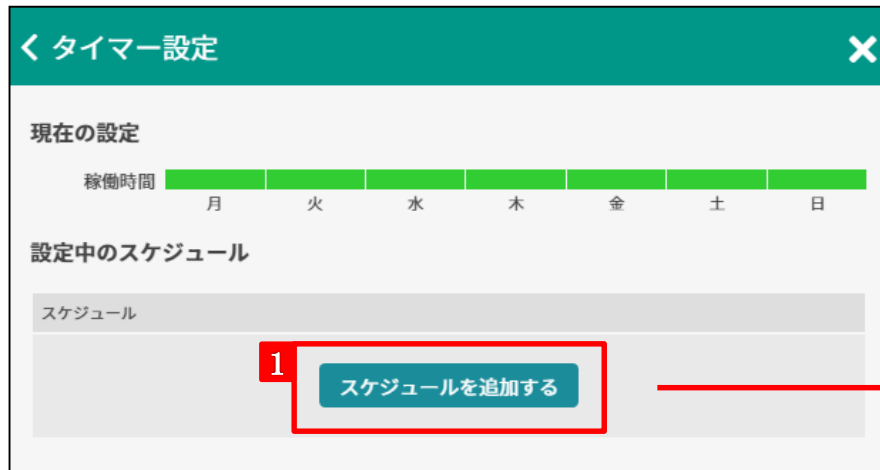 タイマー設定
現在の設定
稼働時間
月 火 水 木 金 土 日
設定中のスケジュール
スケジュール
1
スケジュールを追加する